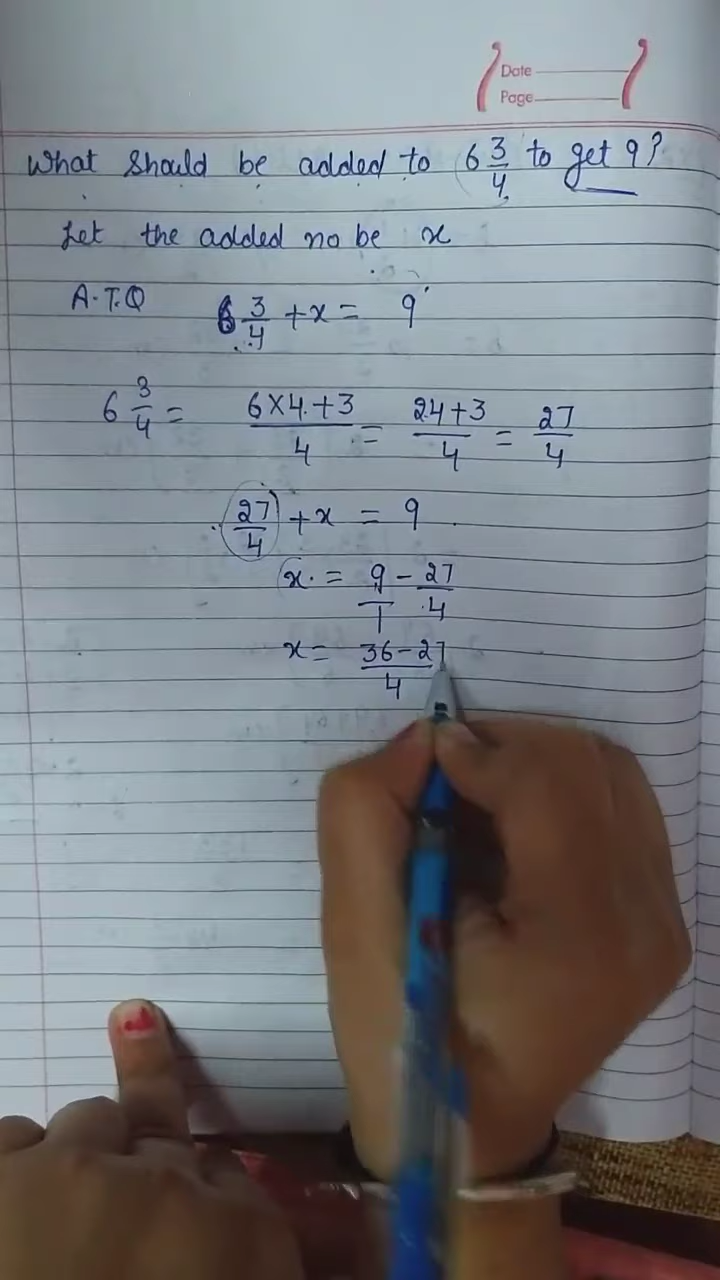 Date
Page
What should be added to 6 3/4 to get 9?
Let the added no be x
A.T.Q 6 3/4 + x = 9
6 3/4 = 6×4+3/4 = 24+3/4 = 27/4
27/4 + x = 9
x = 9/1 - 27/4
x = 36-27/4